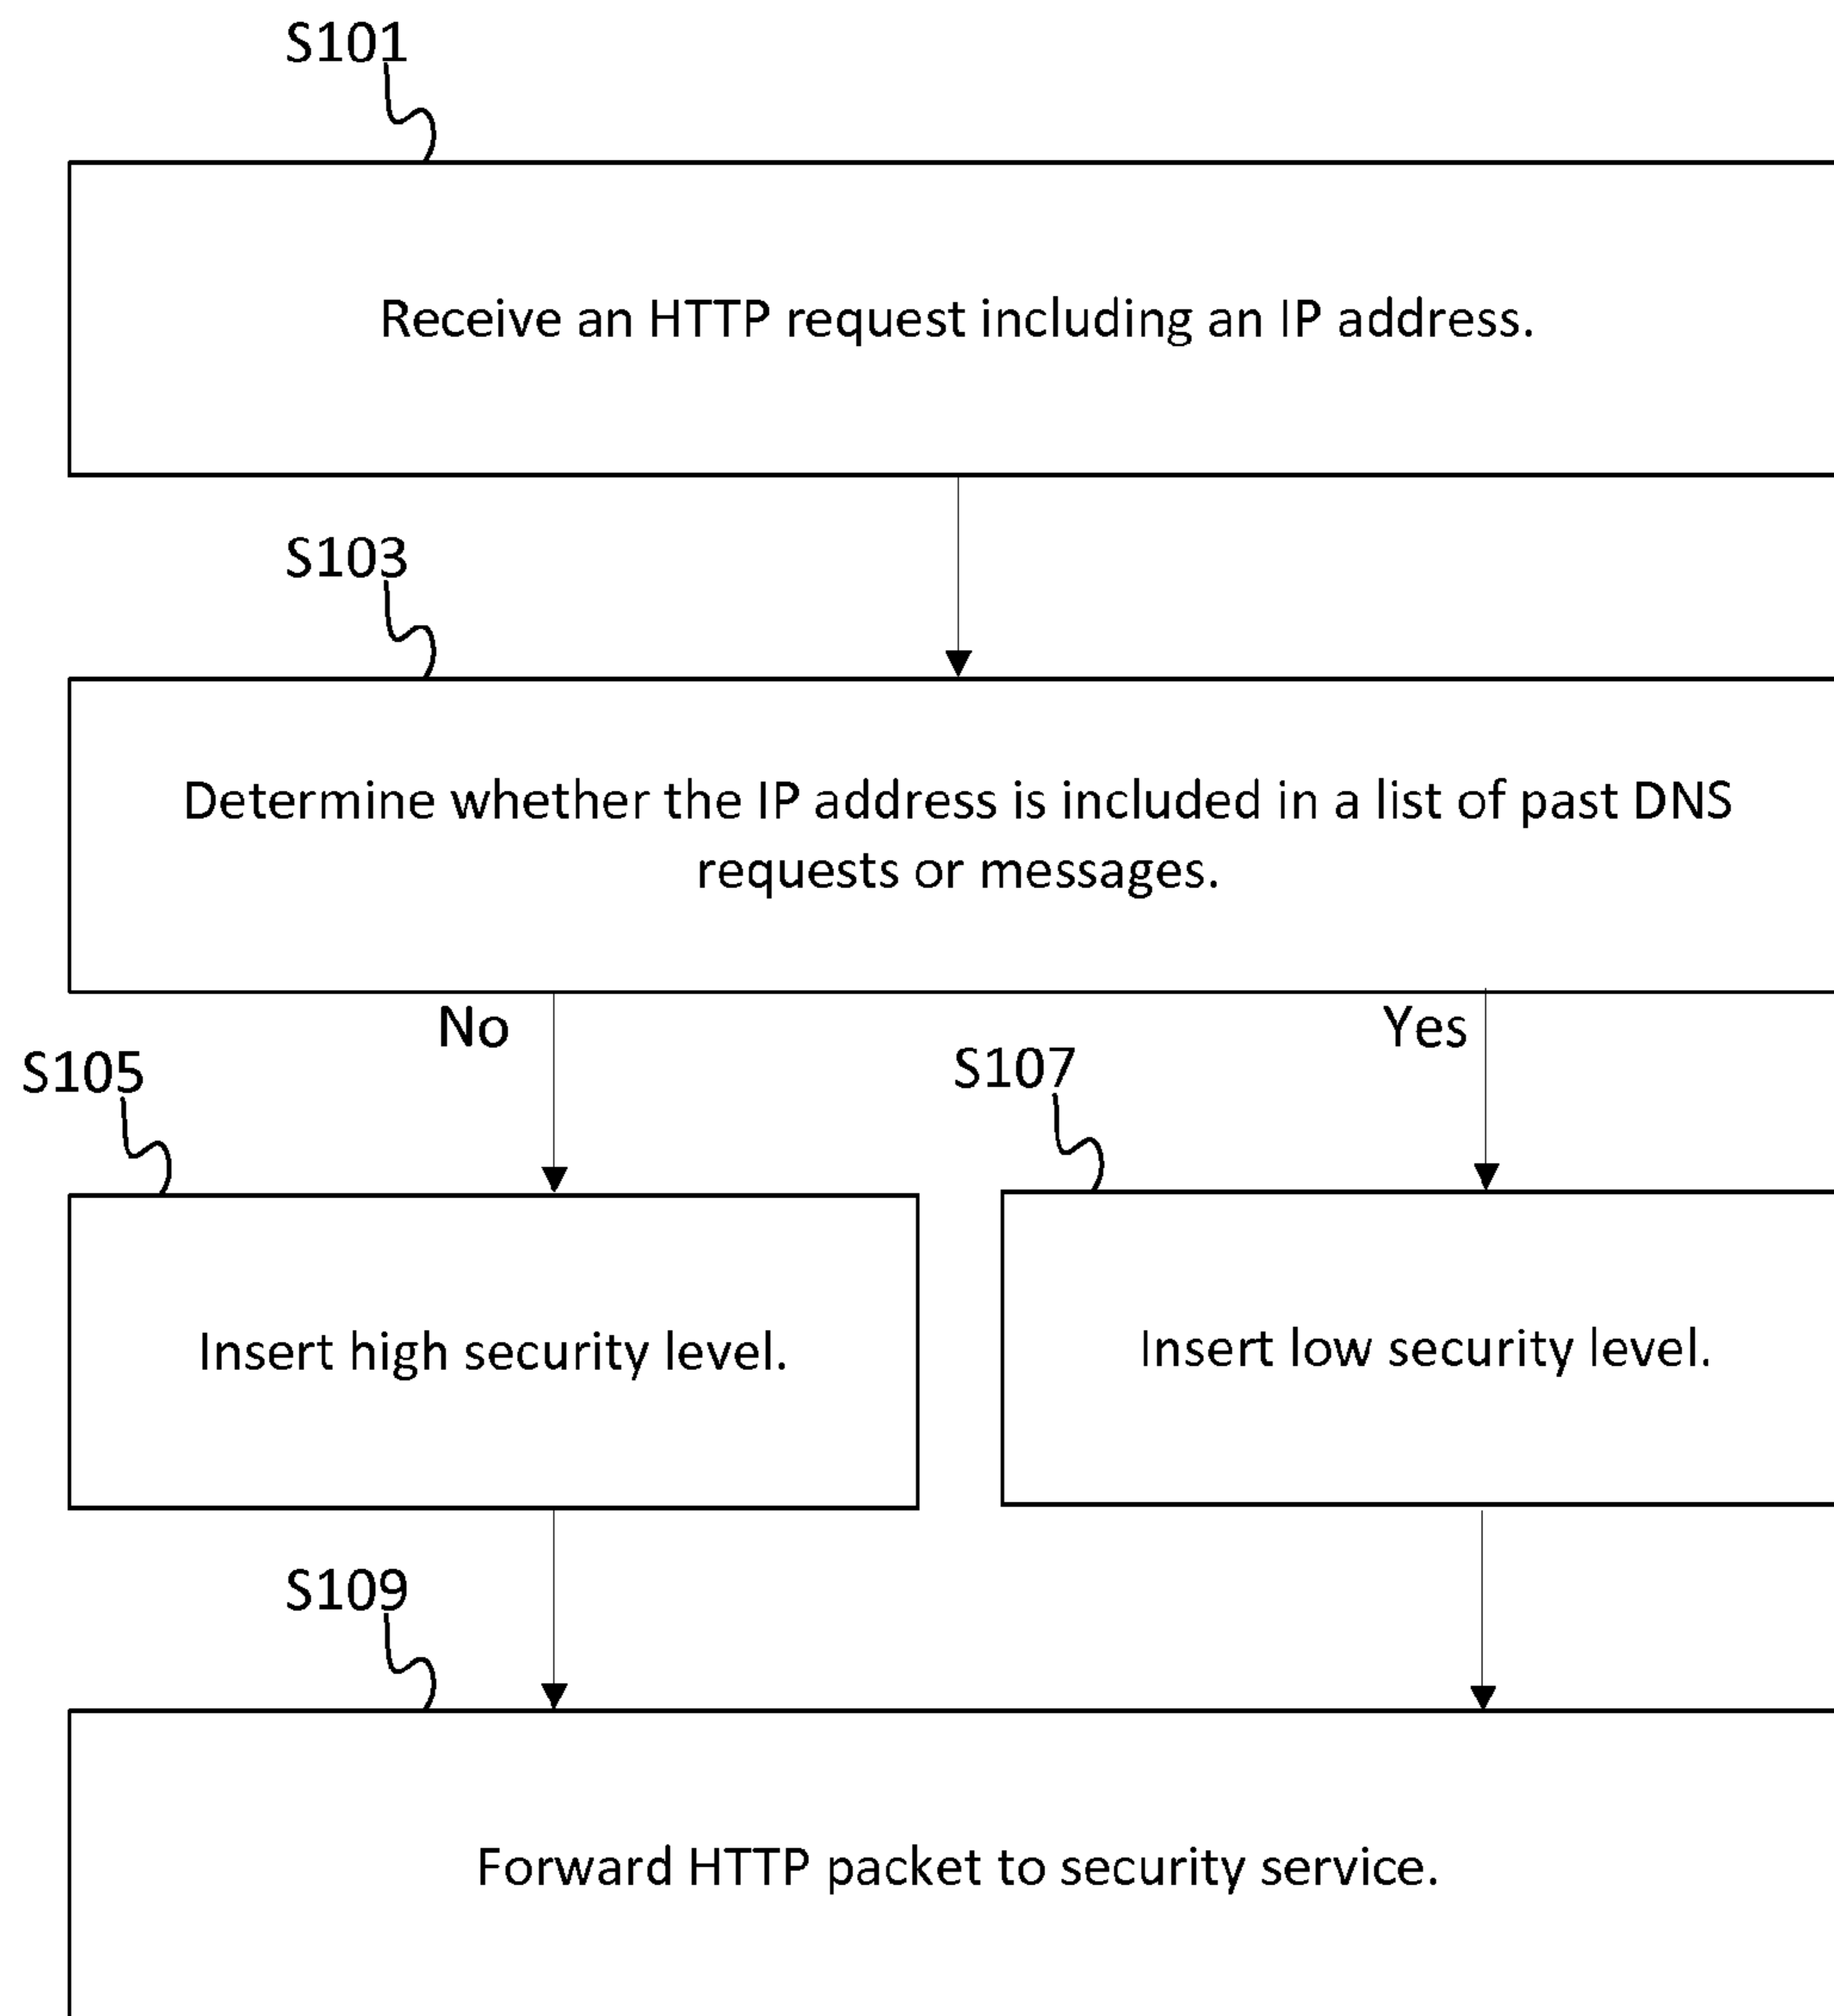 S101
Receive an HTTP request including an IP address.
S103
Determine whether the IP address is included in a list of past DNS
requests or messages.
No
Yes
S105
S107
Insert high security level.
Insert low security level.
S109
Forward HTTP packet to security service.